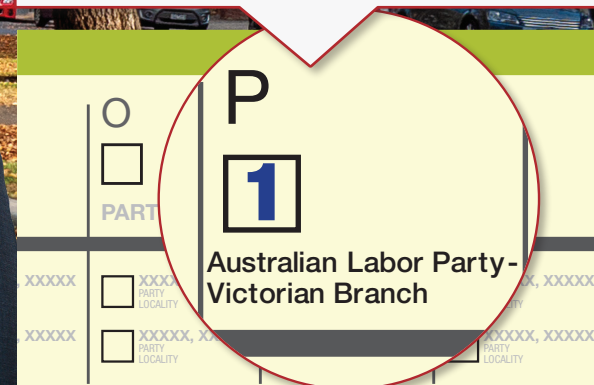 O
P
1
PART
Australian Labor Party-
Victorian Branch
, XXXXX
XXXX
X, XXXXX
PARTY
LOCALITY
, XXXXX
XXXXX, XX
XXXXX, XXXXX
PARTY
PARTY
LOCALITY
LOCALITY